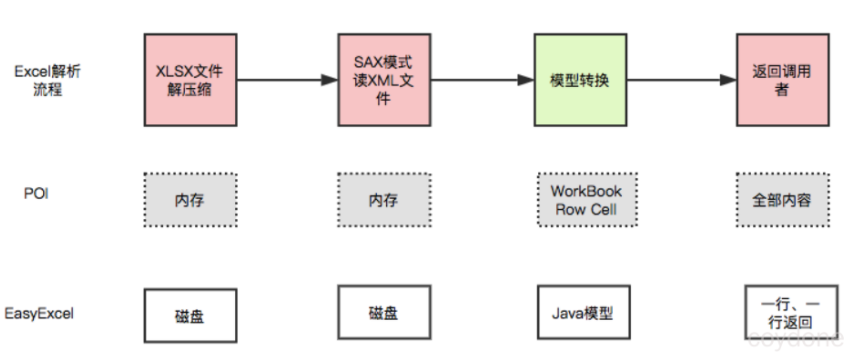 Excel解析
流程
XLSX文件
解压缩
SAX模式
读XML文
件
模型转换
返回调用
者
POI
内存
内存
WorkBook
Row Cell
全部内容
EasyExcel
磁盘
磁盘
Java模型
一行、一
行返回
coydone